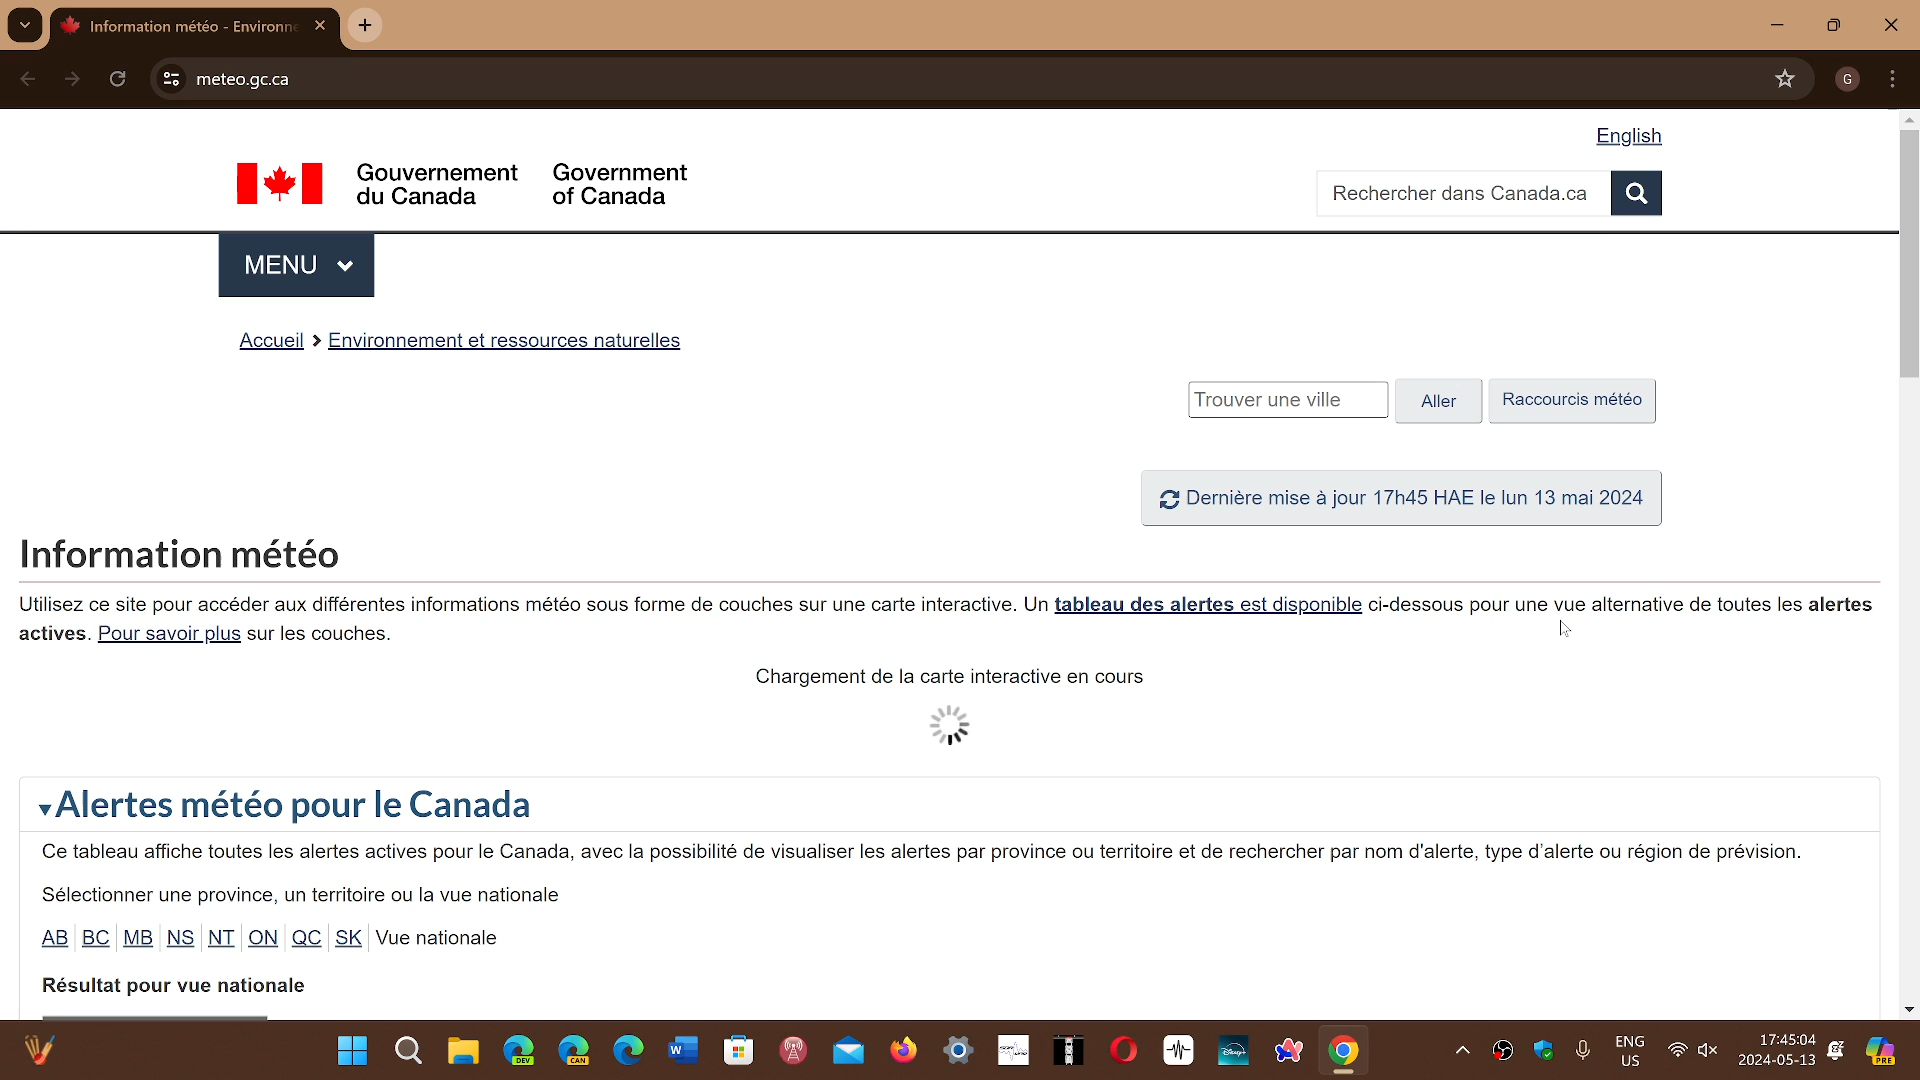 Information météo - Environne
meteo.gc.ca
G
English
Gouvernement
du Canada
Government
of Canada
Rechercher dans Canada.ca
MENU
Accueil Environnement et ressources naturelles
Trouver une ville Aller Raccourcis météo
Dernière mise à jour 17h45 HAE le lun 13 mai 2024
Information météo
Utilisez ce site pour accéder aux différentes informations météo sous forme de couches sur une carte interactive. Un tableau des alertes est disponible ci-dessous pour une vue alternative de toutes les alertes
actives. Pour savoir plus sur les couches.
Chargement de la carte interactive en cours
Alertes météo pour le Canada
Ce tableau affiche toutes les alertes actives pour le Canada, avec la possibilité de visualiser les alertes par province ou territoire et de rechercher par nom d'alerte, type d'alerte ou région de prévision.
Sélectionner une province, un territoire ou la vue nationale
AB BC MB NS NT ON QC SK Vue nationale
Résultat pour vue nationale
DEV
CAN
W
Disney+
ENG
US
17:45:04
2024-05-13
PRE